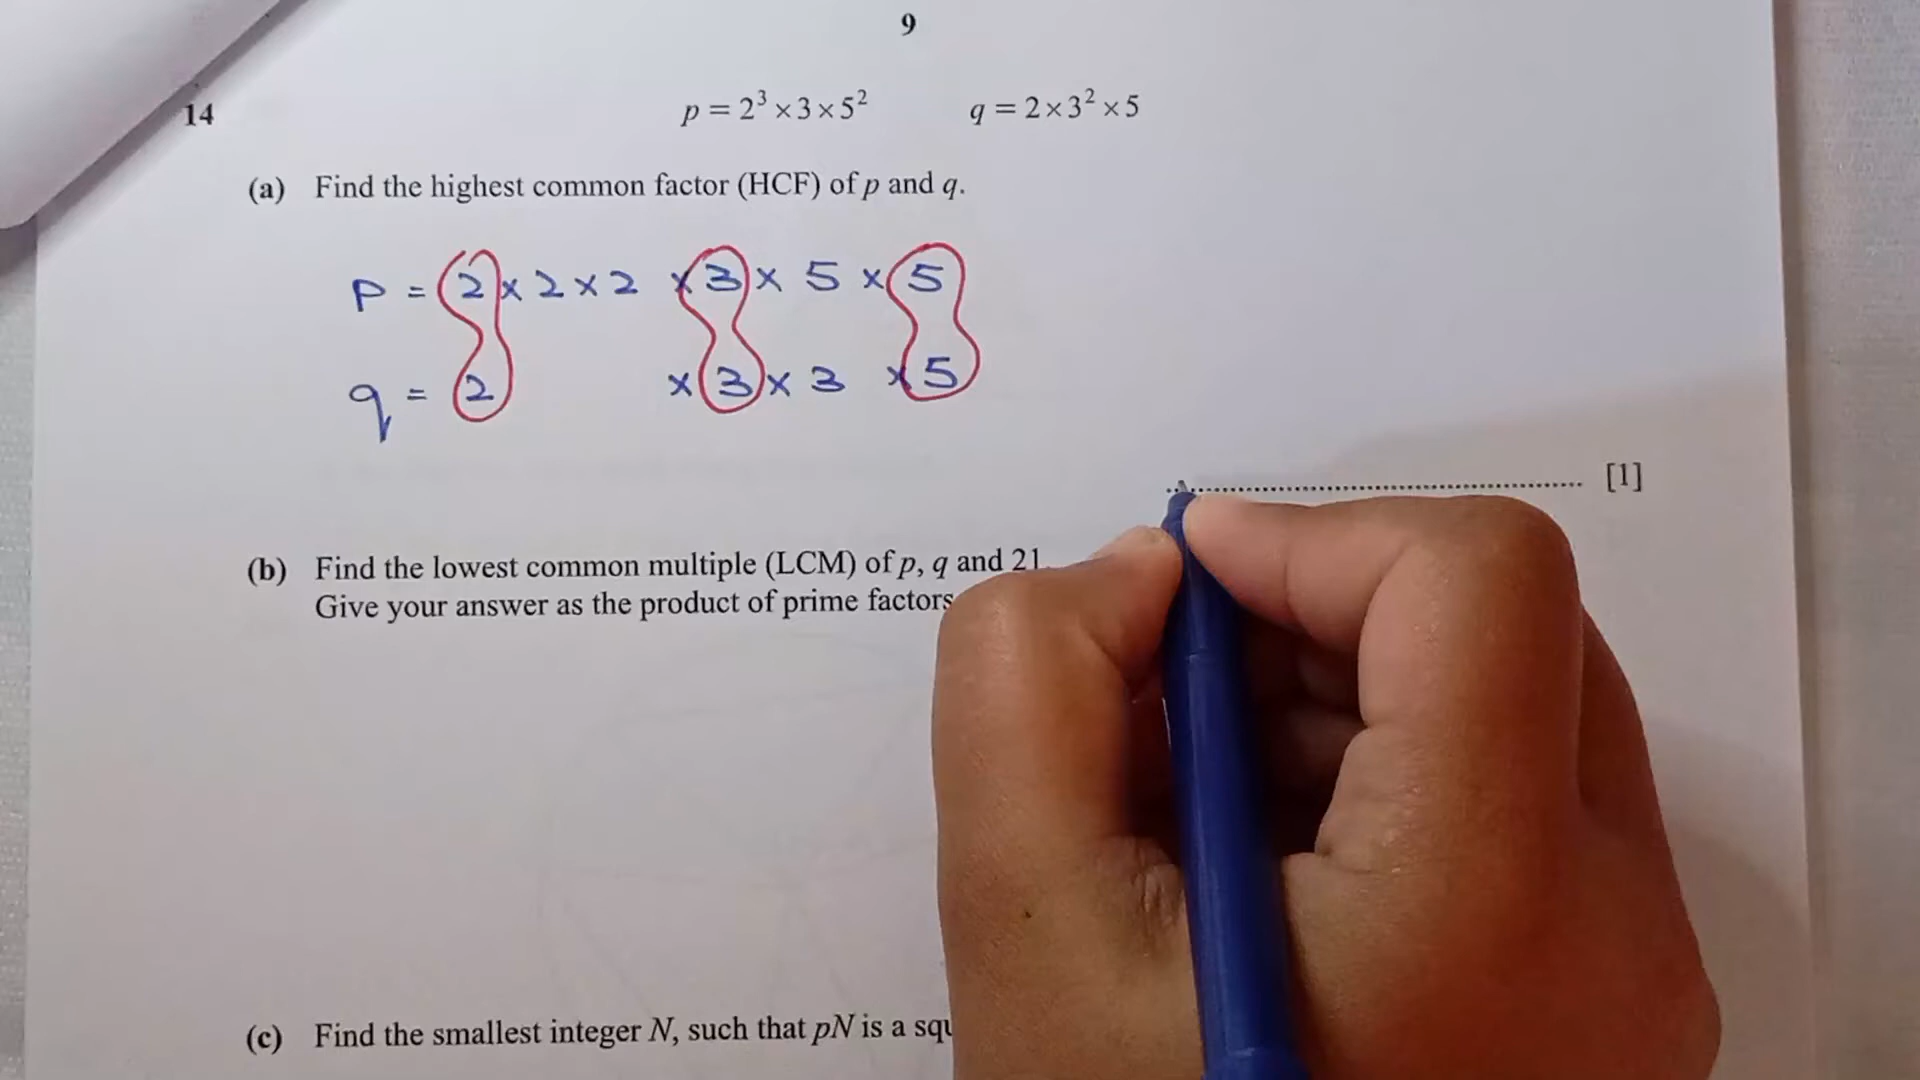 9
14 p = 2³ × 3 × 5² q = 2 × 3² × 5
(a) Find the highest common factor (HCF) of p and q.
P = 2 × 2 × 2 × 3 × 5 × 5
q = 2 × 3 × 3 × 5
[1]
(b) Find the lowest common multiple (LCM) of p, q and 21
Give your answer as the product of prime factors
(c) Find the smallest integer N, such that pN is a